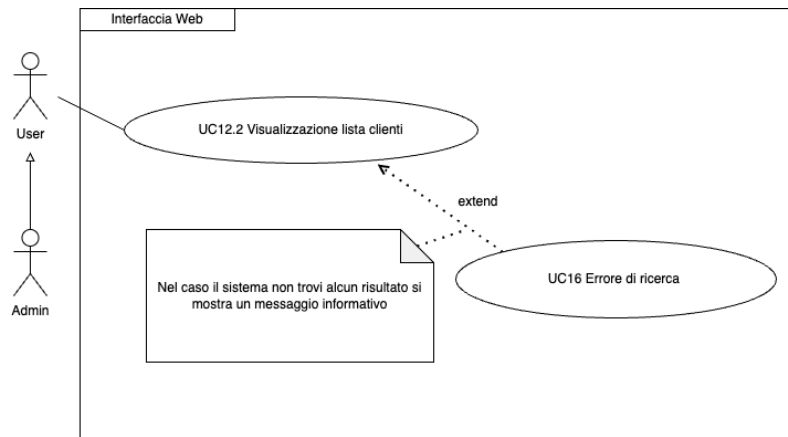 Interfaccia Web
User
UC12.2 Visualizzazione lista clienti
extend
Nel caso il sistema non trovi alcun risultato si
mostra un messaggio informativo
UC16 Errore di ricerca
Admin